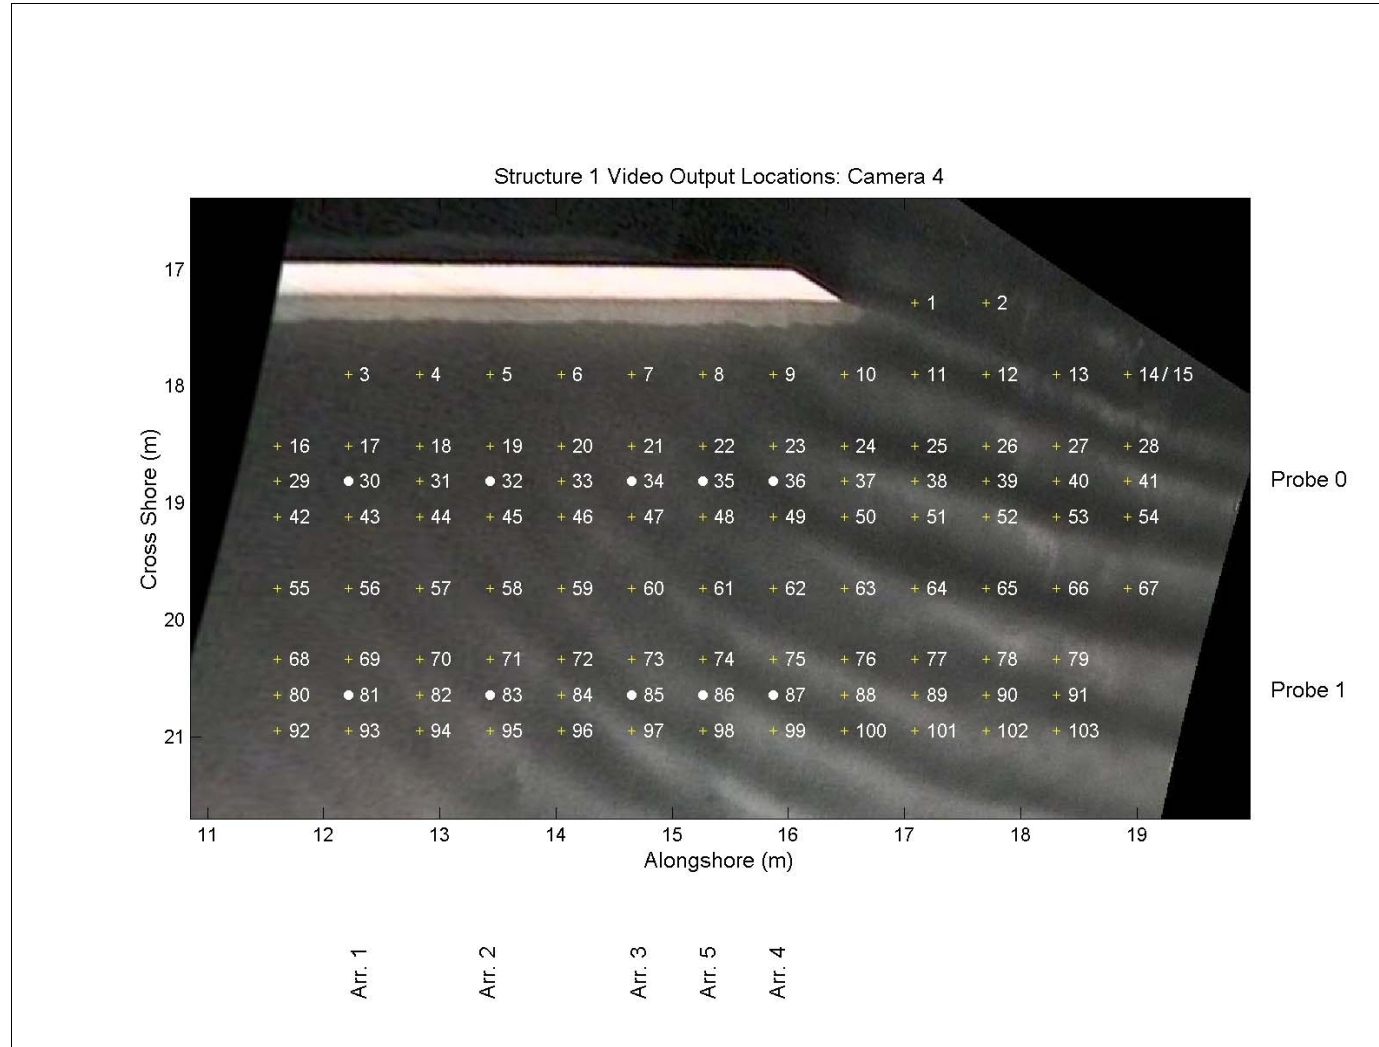 Structure 1 Video Output Locations: Camera 4
17
1 2
18
3 4 5 6 7 8 9 10 11 12 13 14 / 15
16 17 18 19 20 21 22 23 24 25 26 27 28
29 30 31 32 33 34 35 36 37 38 39 40 41
Probe 0
19
42 43 44 45 46 47 48 49 50 51 52 53 54
Cross Shore (m)
55 56 57 58 59 60 61 62 63 64 65 66 67
20
68 69 70 71 72 73 74 75 76 77 78 79
80 81 82 83 84 85 86 87 88 89 90 91
Probe 1
21
92 93 94 95 96 97 98 99 100 101 102 103
11 12 13 14 15 16 17 18 19
Alongshore (m)
Arr. 1
Arr. 2
Arr. 3
Arr. 5
Arr. 4